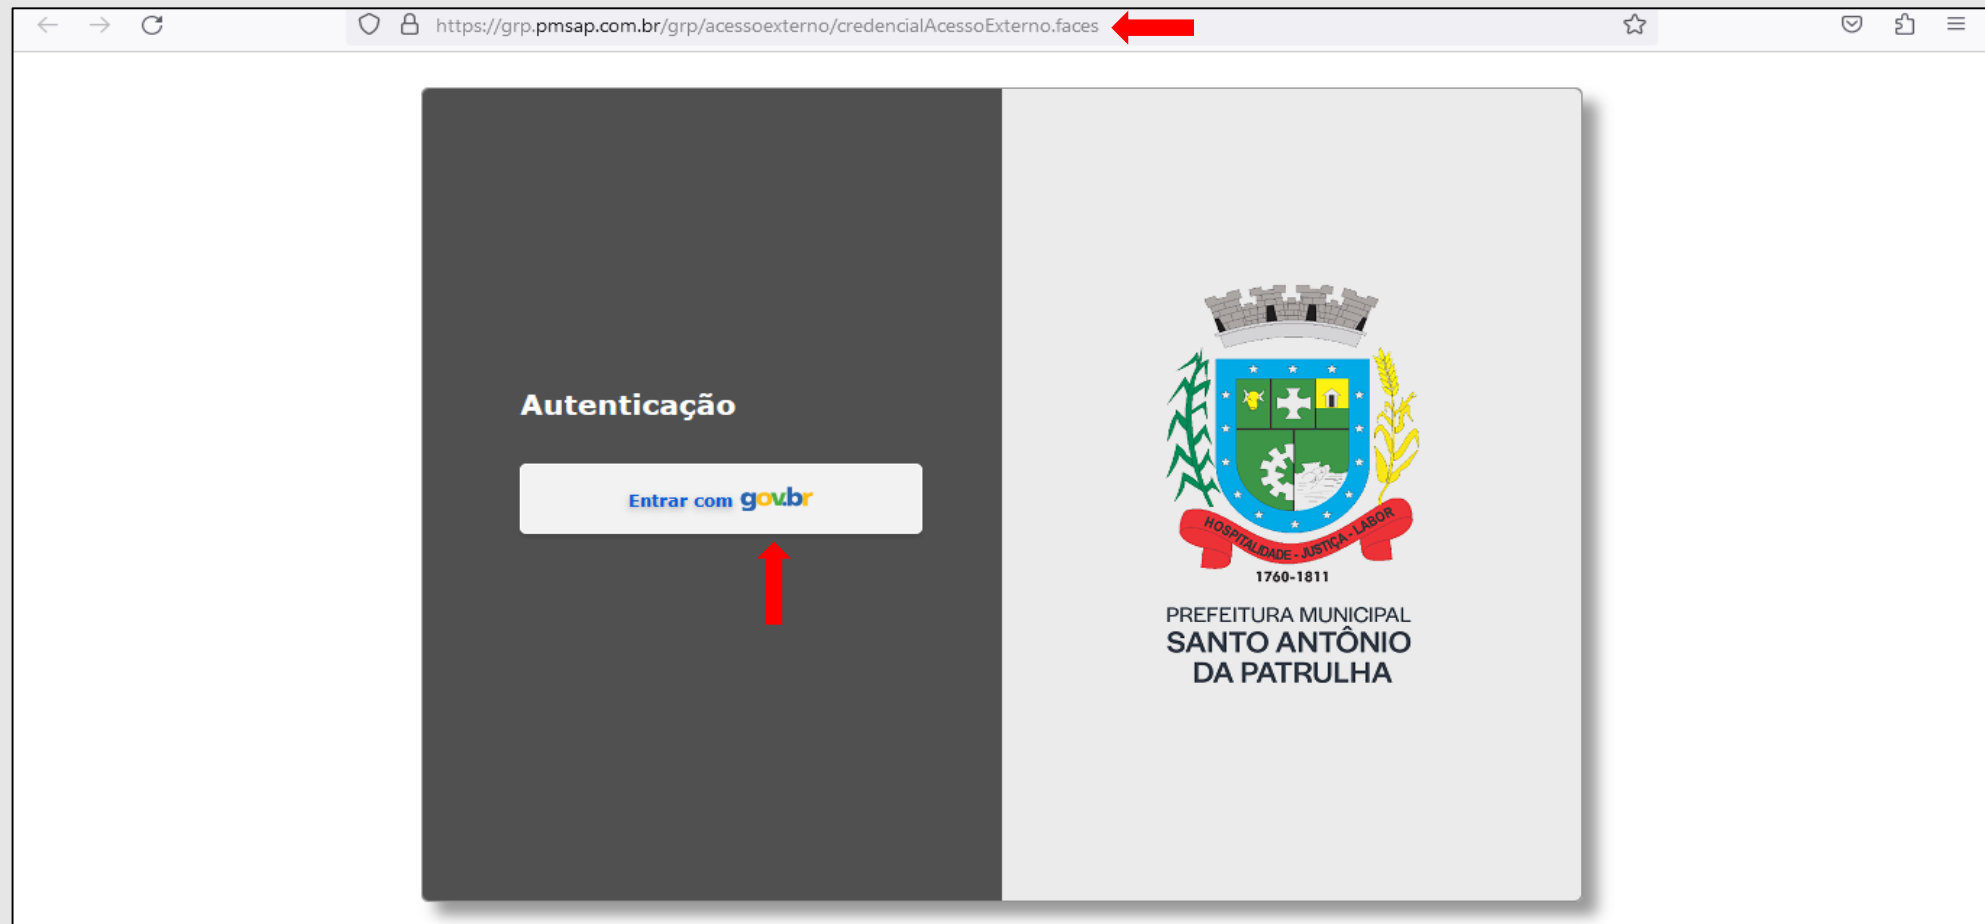 https://grp.pmsap.com.br/grp/acessoexterno/credencialAcessoExterno.faces
Autenticação
Entrar com gov.br
HOSPITALIDADE - JUSTIÇA - LABOR
1760-1811
PREFEITURA MUNICIPAL
SANTO ANTÔNIO
DA PATRULHA